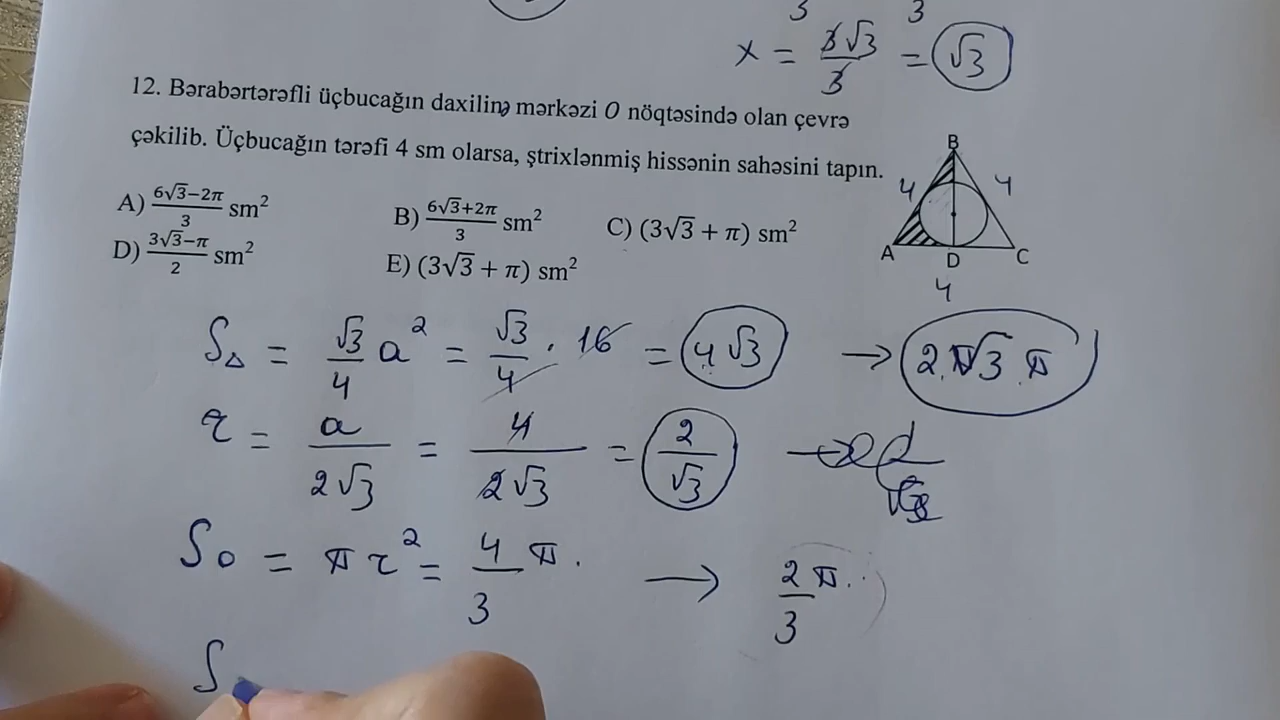 3 3
x = 3√3/3 = √3
12. Bərabərtərəfli üçbucağın daxilinə mərkəzi O nöqtəsində olan çevrə
çəkilib. Üçbucağın tərəfi 4 sm olarsa, ştrixlənmiş hissənin sahəsini tapın.
A) (6√3−2π)/3 sm² B) (6√3+2π)/3 sm² C) (3√3 + π) sm²
D) (3√3−π)/2 sm² E) (3√3 + π) sm²
B
4 4
A D C
4
S△ = √3/4 a² = √3/4 · 16 = 4√3 → 2√3 π
r = a/(2√3) = 4/(2√3) = 2/√3 →
So = πr² = 4/3 π. → 2/3 π.
S